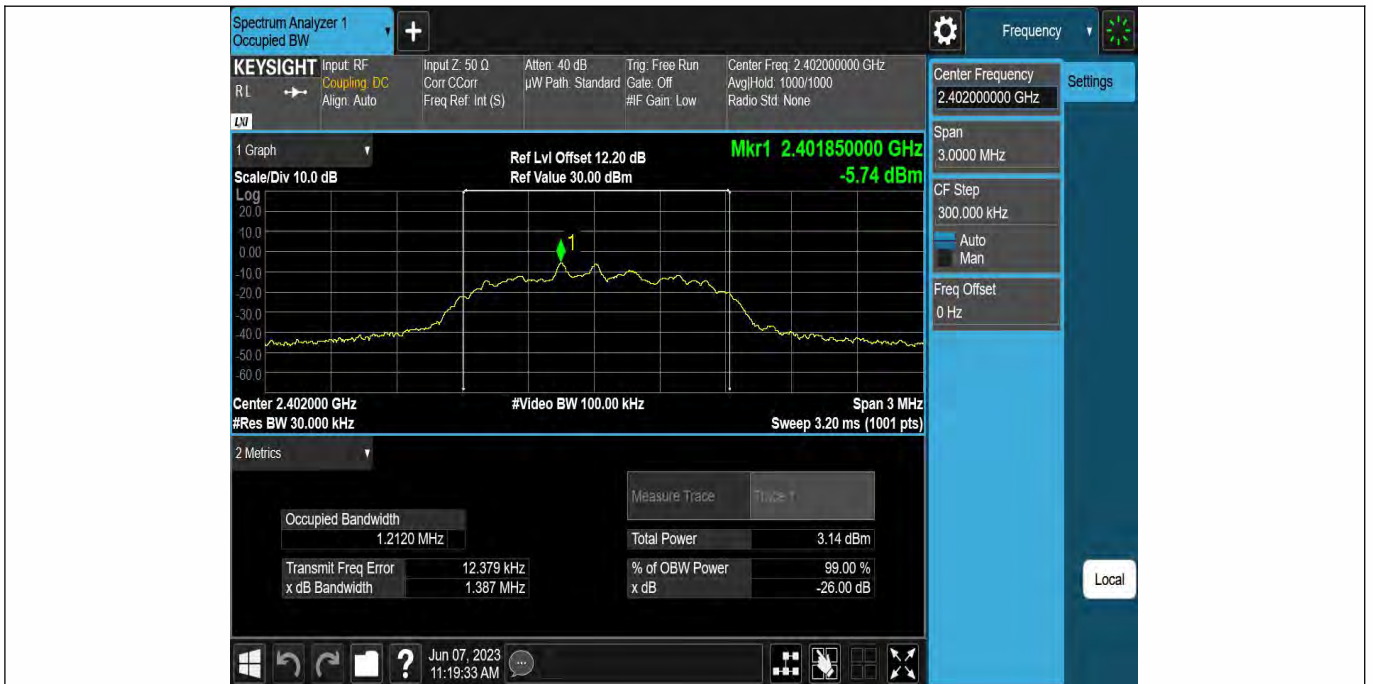 Spectrum Analyzer 1
Occupied BW
+
Frequency
KEYSIGHT
RL
LXI
Input: RF
Coupling: DC
Align: Auto
Input Z: 50 Ω
Corr CCorr
Freq Ref: Int (S)
Atten: 40 dB
µW Path: Standard
Trig: Free Run
Gate: Off
#IF Gain: Low
Center Freq: 2.402000000 GHz
Avg|Hold: 1000/1000
Radio Std: None
Center Frequency
2.402000000 GHz
Settings
Span
3.0000 MHz
CF Step
300.000 kHz
Auto
Man
Freq Offset
0 Hz
Local
1 Graph
Scale/Div 10.0 dB
Ref Lvl Offset 12.20 dB
Ref Value 30.00 dBm
Mkr1 2.401850000 GHz
-5.74 dBm
Log
20.0
10.0
0.00
-10.0
-20.0
-30.0
-40.0
-50.0
-60.0
1
Center 2.402000 GHz
#Video BW 100.00 kHz
Span 3 MHz
#Res BW 30.000 kHz
Sweep 3.20 ms (1001 pts)
2 Metrics
Measure Trace
Trace 1
Occupied Bandwidth
1.2120 MHz
Total Power
3.14 dBm
Transmit Freq Error
12.379 kHz
% of OBW Power
99.00 %
x dB Bandwidth
1.387 MHz
x dB
-26.00 dB
?
Jun 07, 2023
11:19:33 AM